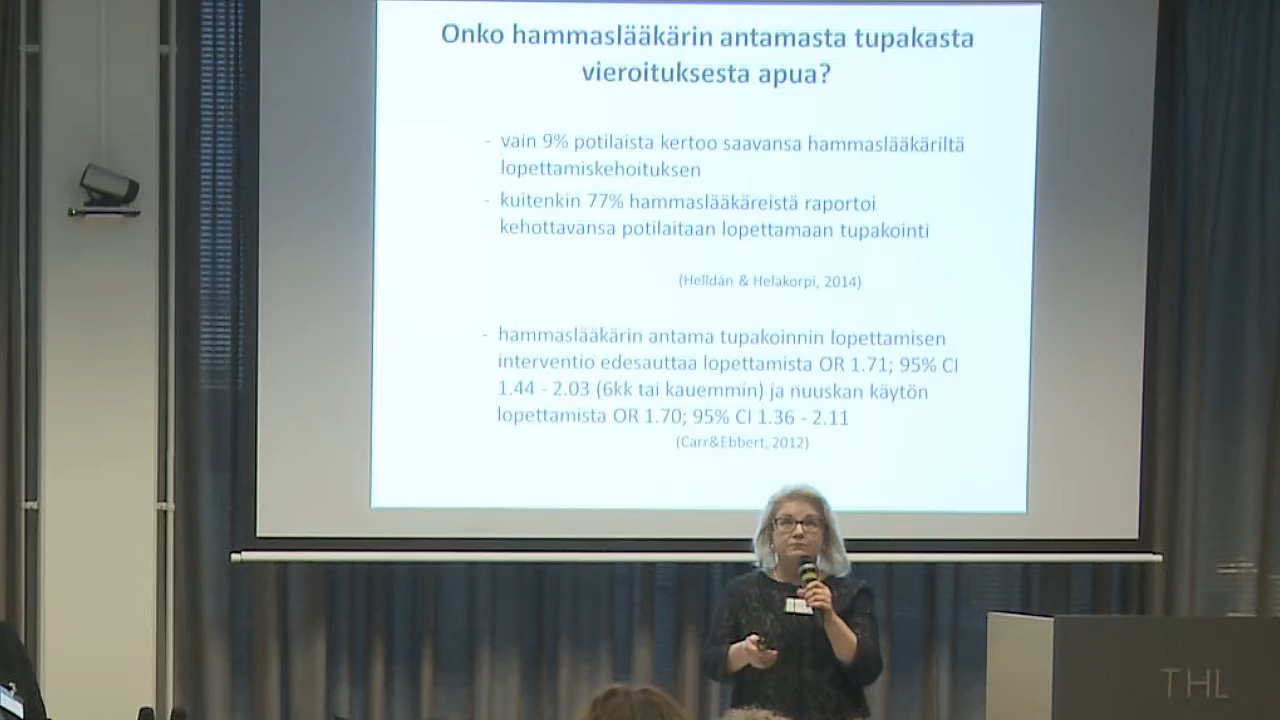 Onko hammaslääkärin antamasta tupakasta
vieroituksesta apua?
- vain 9% potilaista kertoo saavansa hammaslääkäriltä
lopettamiskehoituksen
- kuitenkin 77% hammaslääkäreistä raportoi
kehottavansa potilaitaan lopettamaan tupakointi
(Helldán & Helakorpi, 2014)
- hammaslääkärin antama tupakoinnin lopettamisen
interventio edesauttaa lopettamista OR 1.71; 95% CI
1.44 - 2.03 (6kk tai kauemmin) ja nuuskan käytön
lopettamista OR 1.70; 95% CI 1.36 - 2.11
(Carr&Ebbert, 2012)
THL